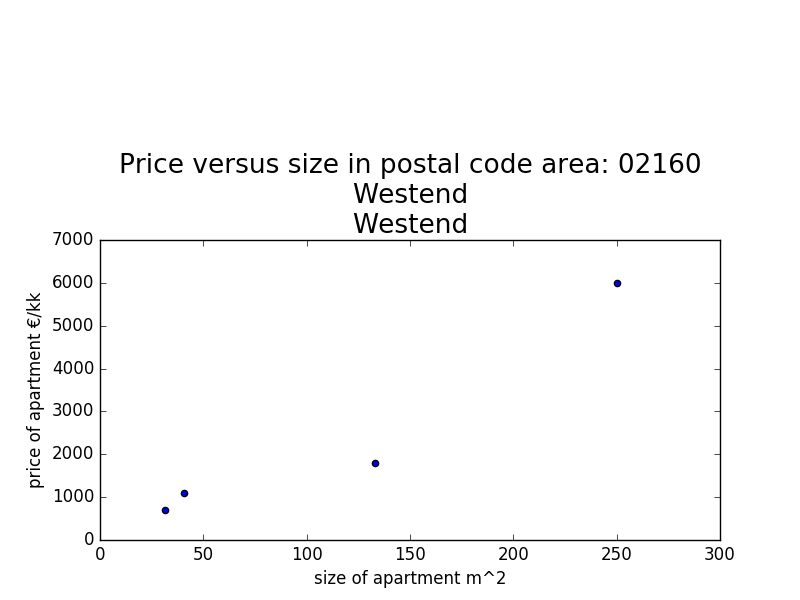 Price versus size in postal code area: 02160
Westend
Westend
7000
6000
5000
4000
3000
2000
1000
0
price of apartment €/kk
0 50 100 150 200 250 300
size of apartment m^2